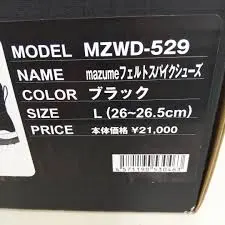 MODEL MZWD-529
NAME mazumeフェルトスパイクシューズ
COLOR ブラック
SIZE L (26~26.5cm)
PRICE 本体価格 ¥21,000